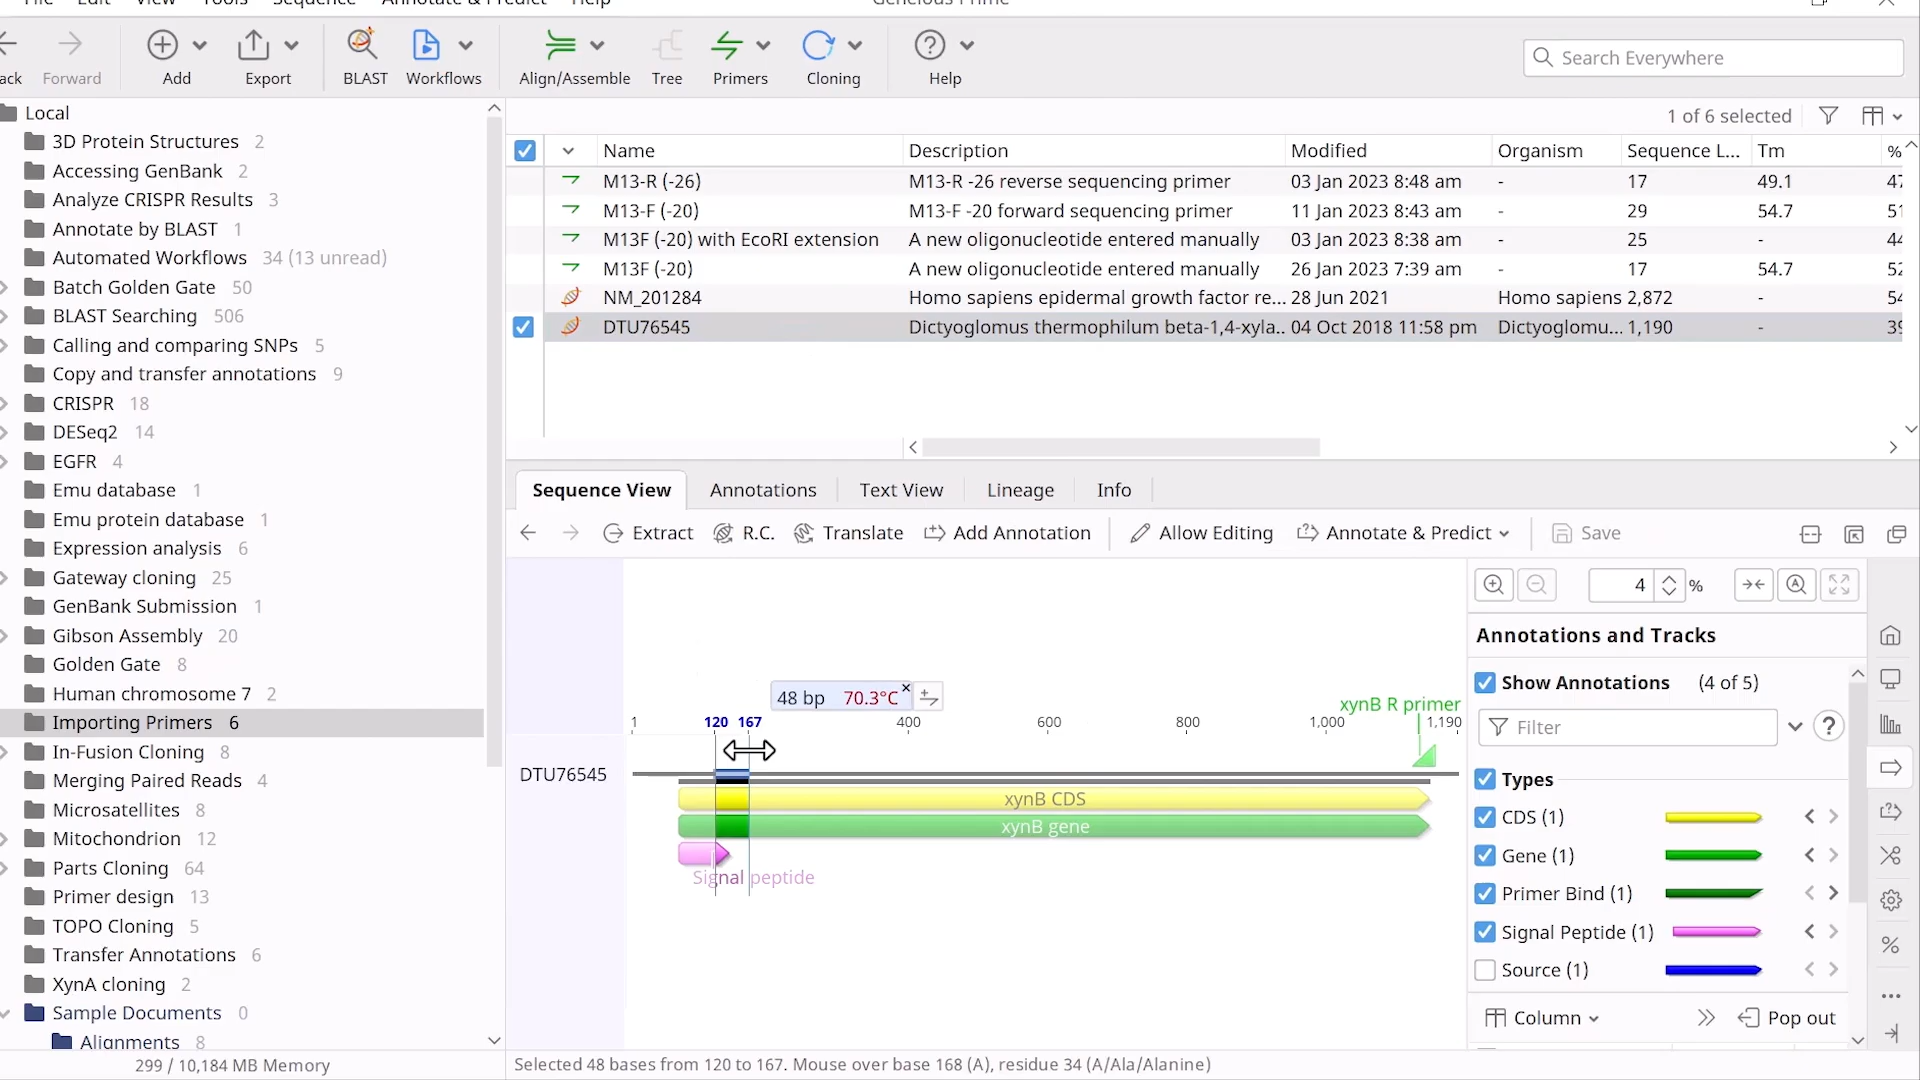 File Edit View Tools Sequence Annotate & Predict Help
Geneious Prime
ack Forward Add Export BLAST Workflows Align/Assemble Tree Primers Cloning Help
Search Everywhere
Local
3D Protein Structures 2
Accessing GenBank 2
Analyze CRISPR Results 3
Annotate by BLAST 1
Automated Workflows 34 (13 unread)
Batch Golden Gate 50
BLAST Searching 506
Calling and comparing SNPs 5
Copy and transfer annotations 9
CRISPR 18
DESeq2 14
EGFR 4
Emu database 1
Emu protein database 1
Expression analysis 6
Gateway cloning 25
GenBank Submission 1
Gibson Assembly 20
Golden Gate 8
Human chromosome 7 2
Importing Primers 6
In-Fusion Cloning 8
Merging Paired Reads 4
Microsatellites 8
Mitochondrion 12
Parts Cloning 64
Primer design 13
TOPO Cloning 5
Transfer Annotations 6
XynA cloning 2
Sample Documents 0
Alignments 8
299 / 10,184 MB Memory
1 of 6 selected
Name Description Modified Organism Sequence L... Tm %
M13-R (-26) M13-R -26 reverse sequencing primer 03 Jan 2023 8:48 am - 17 49.1 47
M13-F (-20) M13-F -20 forward sequencing primer 11 Jan 2023 8:43 am - 29 54.7 51
M13F (-20) with EcoRI extension A new oligonucleotide entered manually 03 Jan 2023 8:38 am - 25 - 44
M13F (-20) A new oligonucleotide entered manually 26 Jan 2023 7:39 am - 17 54.7 52
NM_201284 Homo sapiens epidermal growth factor re... 28 Jun 2021 Homo sapiens 2,872 - 54
DTU76545 Dictyoglomus thermophilum beta-1,4-xyla... 04 Oct 2018 11:58 pm Dictyoglomu... 1,190 - 39
Sequence View Annotations Text View Lineage Info
Extract R.C. Translate Add Annotation Allow Editing Annotate & Predict Save
48 bp 70.3°C
xynB R primer
1 120 167 400 600 800 1,000 1,190
DTU76545
xynB CDS
xynB gene
Signal peptide
4 %
Annotations and Tracks
Show Annotations (4 of 5)
Filter ?
Types
CDS (1)
Gene (1)
Primer Bind (1)
Signal Peptide (1)
Source (1)
Column Pop out
Selected 48 bases from 120 to 167. Mouse over base 168 (A), residue 34 (A/Ala/Alanine)